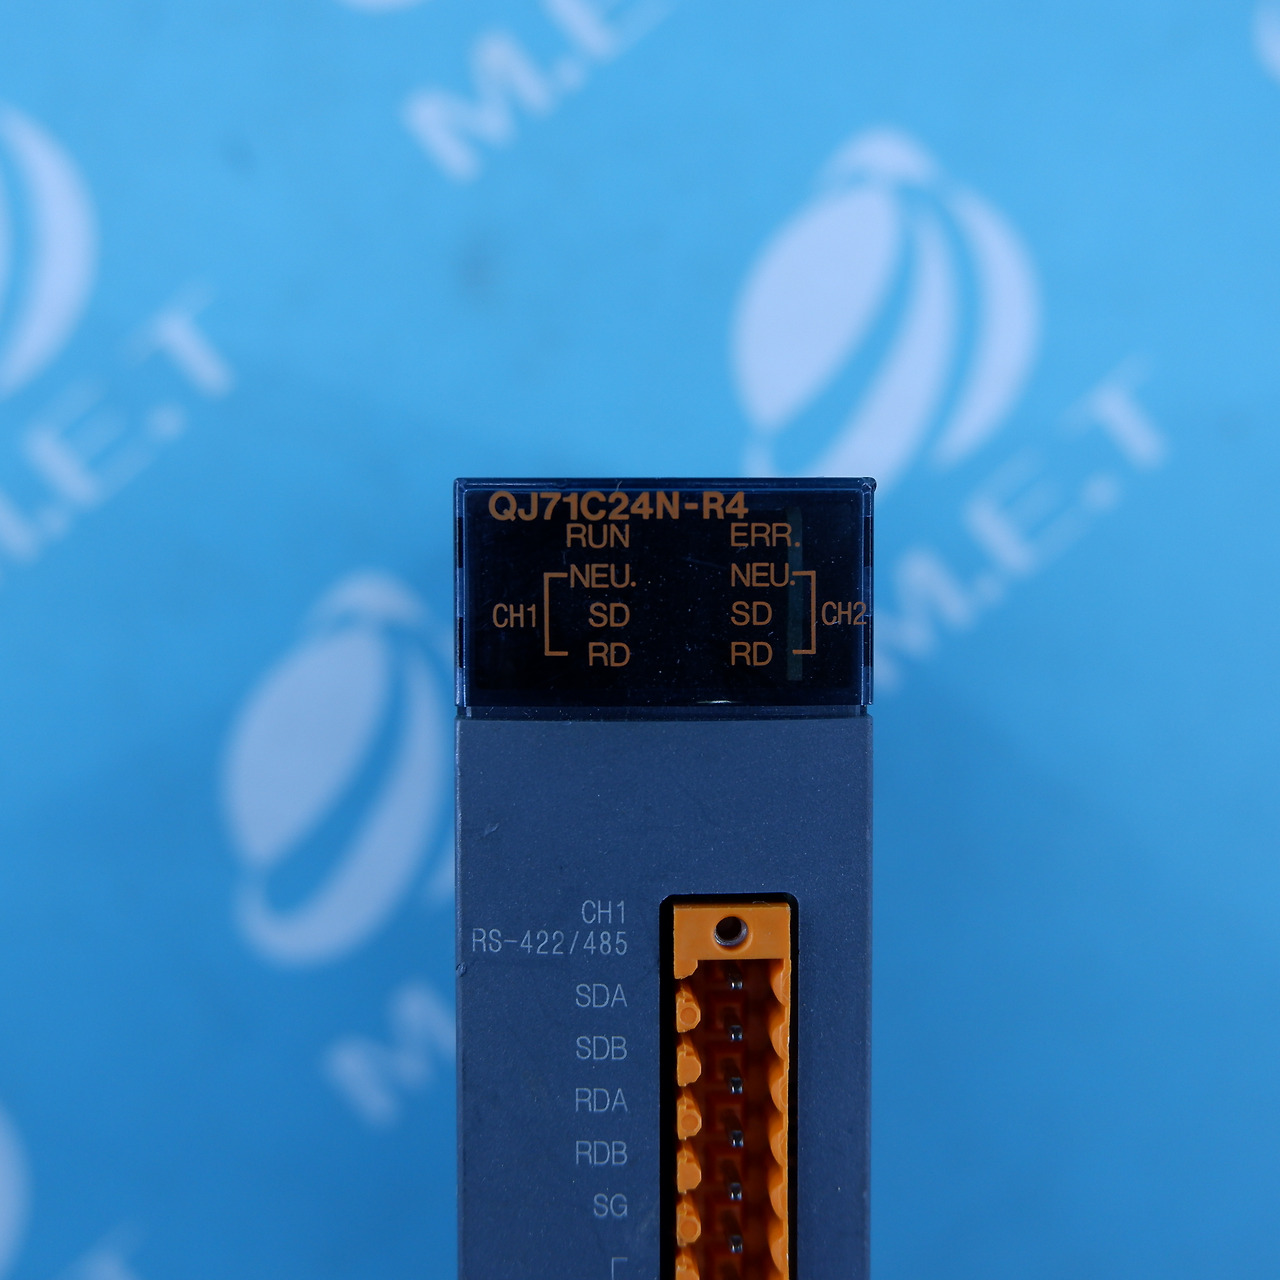 M.E.T
M.E.T
M.E.T
QJ71C24N-R4
RUN ERR.
NEU. NEU.
CH1 SD SD CH2
RD RD
CH1
RS-422/485
SDA
SDB
RDA
RDB
SG